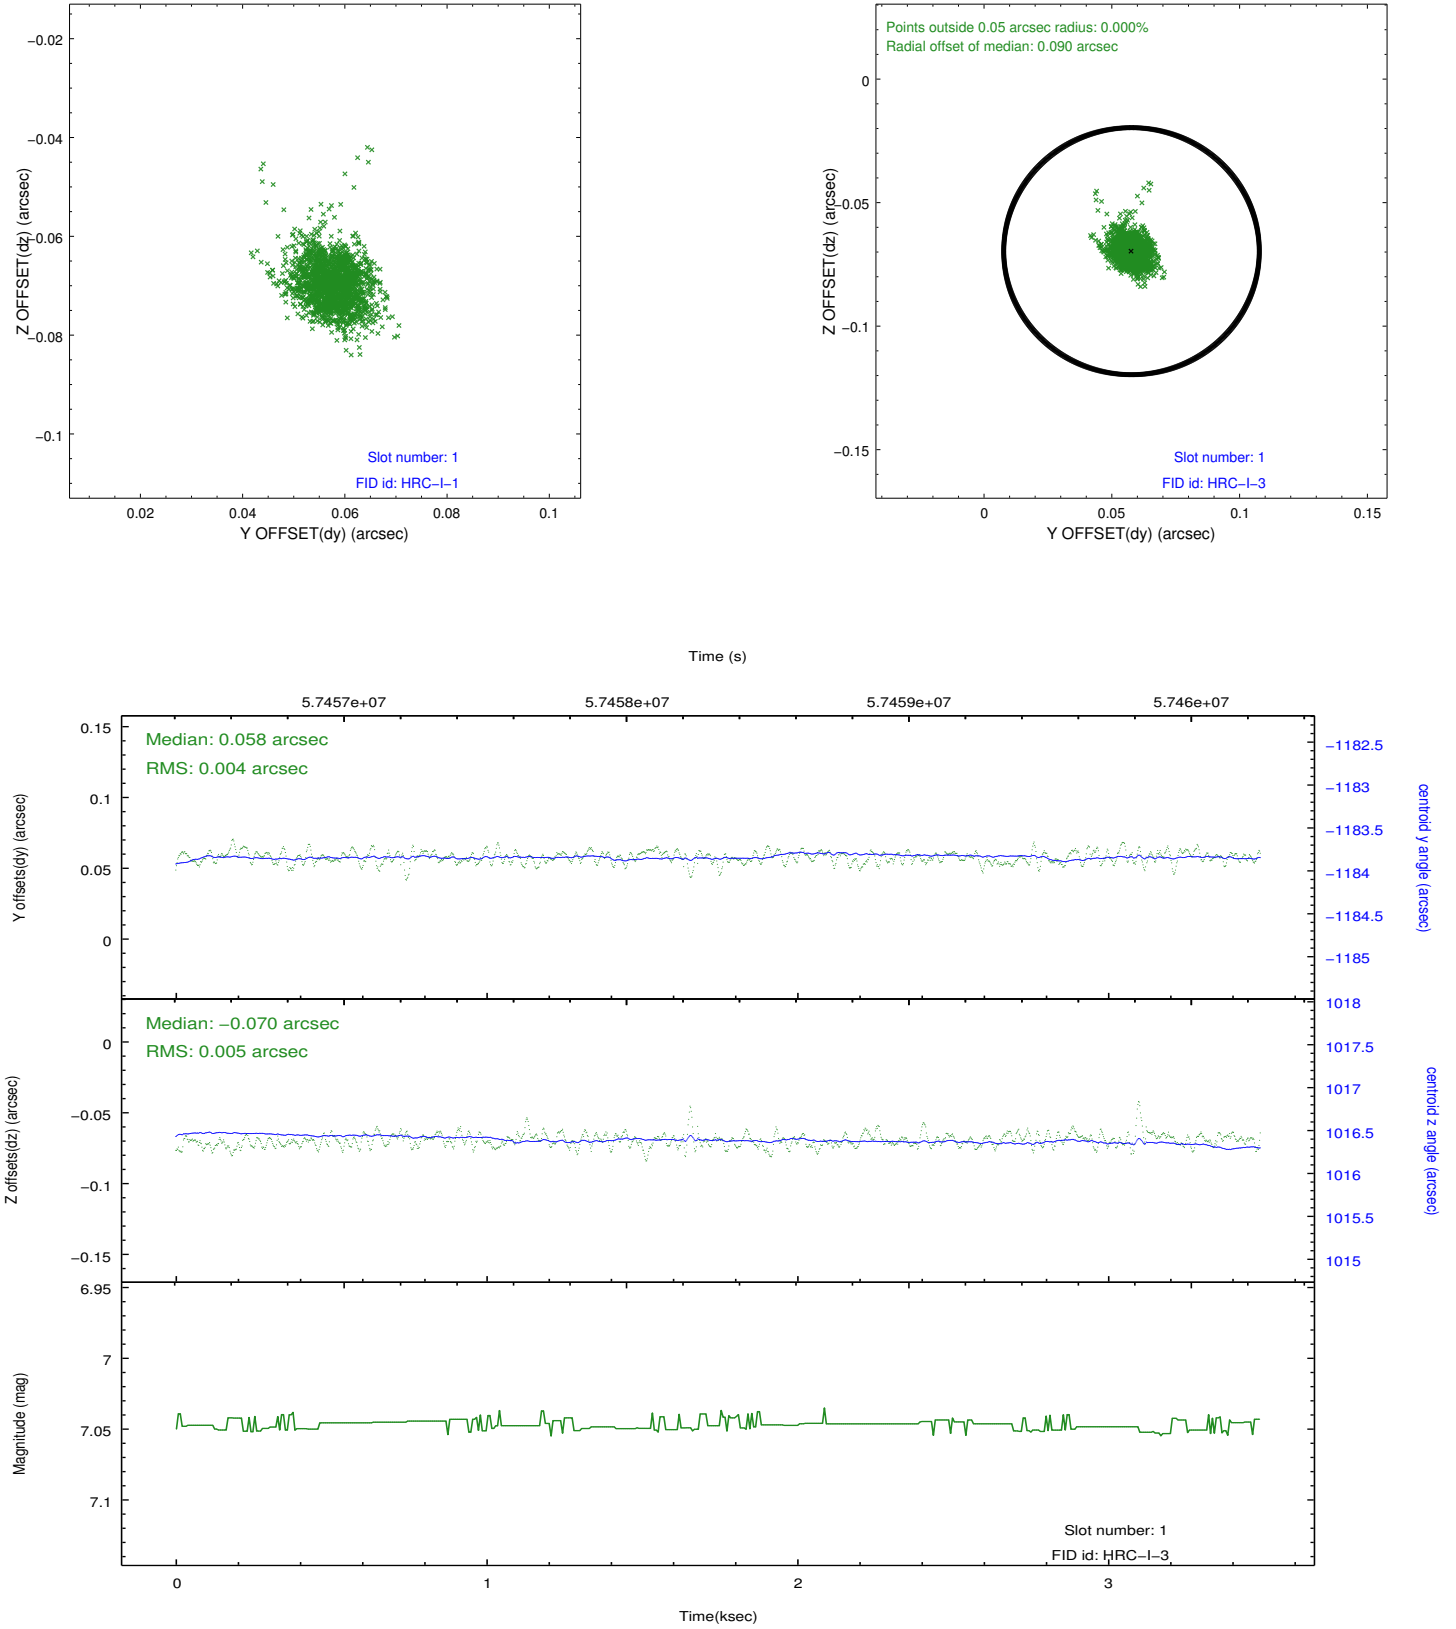 −0.02
−0.04
−0.06
−0.08
−0.1
Z OFFSET(dz) (arcsec)
Slot number: 1
FID id: HRC−I−1
0.02 0.04 0.06 0.08 0.1
Y OFFSET(dy) (arcsec)
Points outside 0.05 arcsec radius: 0.000%
Radial offset of median: 0.090 arcsec
0
−0.05
−0.1
−0.15
Z OFFSET(dz) (arcsec)
Slot number: 1
FID id: HRC−I−3
0 0.05 0.1 0.15
Y OFFSET(dy) (arcsec)
Time (s)
5.7457e+07 5.7458e+07 5.7459e+07 5.746e+07
Median: 0.058 arcsec
RMS: 0.004 arcsec
0.15
0.1
0.05
0
Y offsets(dy) (arcsec)
−1182.5
−1183
−1183.5
−1184
−1184.5
−1185
centroid y angle (arcsec)
Median: −0.070 arcsec
RMS: 0.005 arcsec
0
−0.05
−0.1
−0.15
Z offsets(dz) (arcsec)
1018
1017.5
1017
1016.5
1016
1015.5
1015
centroid z angle (arcsec)
6.95
7
7.05
7.1
Magnitude (mag)
Slot number: 1
FID id: HRC−I−3
0 1 2 3
Time(ksec)